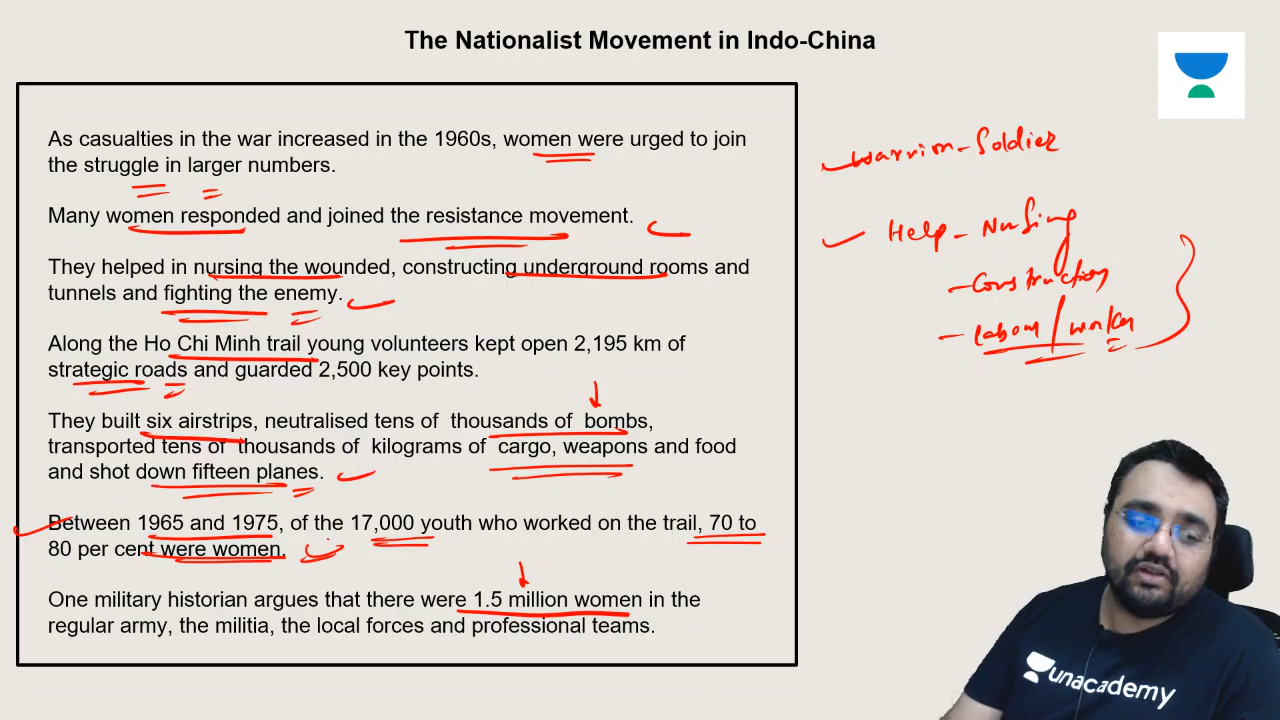 The Nationalist Movement in Indo-China
As casualties in the war increased in the 1960s, women were urged to join
the struggle in larger numbers.
Many women responded and joined the resistance movement.
They helped in nursing the wounded, constructing underground rooms and
tunnels and fighting the enemy.
Along the Ho Chi Minh trail young volunteers kept open 2,195 km of
strategic roads and guarded 2,500 key points.
They built six airstrips, neutralised tens of thousands of bombs,
transported tens of thousands of kilograms of cargo, weapons and food
and shot down fifteen planes.
Between 1965 and 1975, of the 17,000 youth who worked on the trail, 70 to
80 per cent were women.
One military historian argues that there were 1.5 million women in the
regular army, the militia, the local forces and professional teams.
- Soldier
Help - Nursing
- Construction
- labour / worker
unacademy